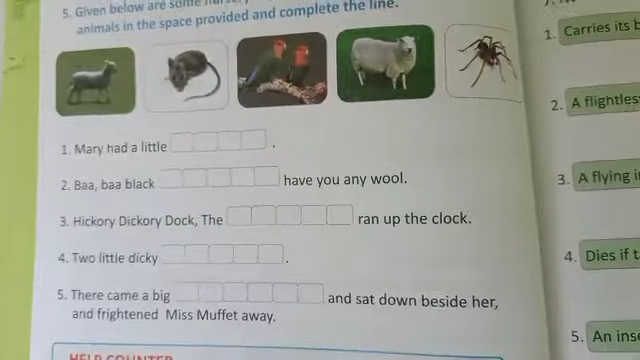 5. Given below are some
animals in the space provided and complete the line.
1. Mary had a little .
2. Baa, baa black have you any wool.
3. Hickory Dickory Dock, The ran up the clock.
4. Two little dicky .
5. There came a big and sat down beside her,
and frightened Miss Muffet away.
HELP COUNTER
1. Carries its
2. A flightless
3. A flying
4. Dies if
5. An